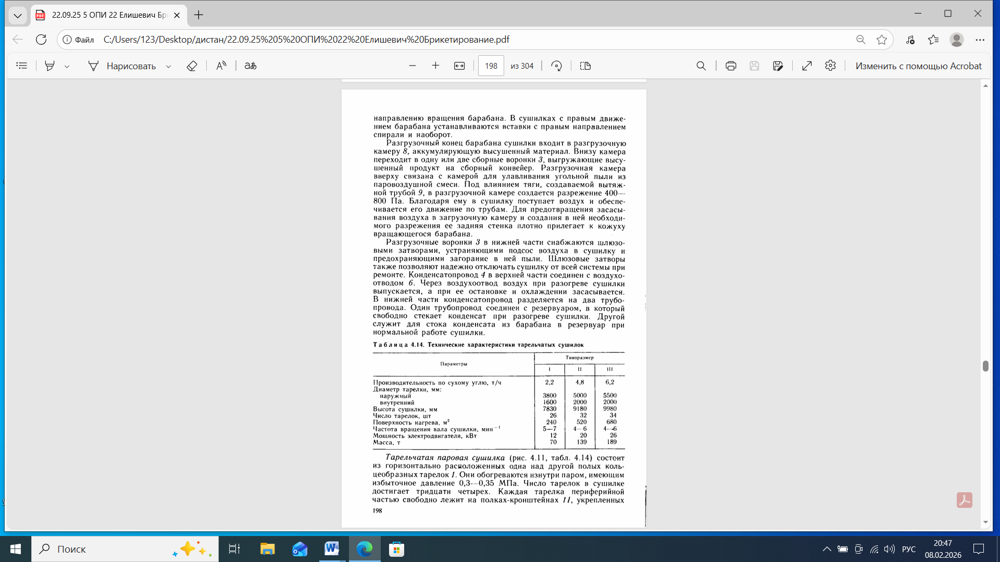 22.09.25 5 ОПИ 22 Елишевич Бри
Файл
C:/Users/123/Desktop/дистан/22.09.25%205%20ОПИ%2022%20Елишевич%20Брикетирование.pdf
Нарисовать
198 из 304
Изменить с помощью Acrobat
направлению вращения барабана. В сушилках с правым движе-
нием барабана устанавливаются вставки с правым направлением
спирали и наоборот.
Разгрузочный конец барабана сушилки входит в разгрузочную
камеру 8, аккумулирующую высушенный материал. Внизу камера
переходит в одну или две сборные воронки 3, выгружающие высу-
шенный продукт на сборный конвейер. Разгрузочная камера
вверху связана с камерой для улавливания угольной пыли из
паровоздушной смеси. Под влиянием тяги, создаваемой вытяж-
ной трубой 9, в разгрузочной камере создается разрежение 400—
800 Па. Благодаря ему в сушилку поступает воздух и обеспе-
чивается его движение по трубам. Для предотвращения засасы-
вания воздуха в загрузочную камеру и создания в ней необходи-
мого разрежения ее задняя стенка плотно прилегает к кожуху
вращающегося барабана.
Разгрузочные воронки 3 в нижней части снабжаются шлюзо-
выми затворами, устраняющими подсос воздуха в сушилку и
предохраняющими загорание в ней пыли. Шлюзовые затворы
также позволяют надежно отключать сушилку от всей системы при
ремонте. Конденсатопровод 4 в верхней части соединен с воздухо-
отводом 6. Через воздухоотвод воздух при разогреве сушилки
выпускается, а при ее остановке и охлаждении засасывается.
В нижней части конденсатопровод разделяется на два трубо-
провода. Один трубопровод соединен с резервуаром, в который
свободно стекает конденсат при разогреве сушилки. Другой
служит для стока конденсата из барабана в резервуар при
нормальной работе сушилки.
Таблица 4.14. Технические характеристики тарельчатых сушилок
Параметры Типоразмер
I II III
Производительность по сухому углю, т/ч 2,2 4,8 6,2
Диаметр тарелки, мм:
наружный 3800 5000 5500
внутренний 1600 2000 2000
Высота сушилки, мм 7830 9180 9980
Число тарелок, шт 26 32 34
Поверхность нагрева, м² 240 520 680
Частота вращения вала сушилки, мин⁻¹ 5—7 4—6 4—6
Мощность электродвигателя, кВт 12 20 26
Масса, т 70 139 189
Тарельчатая паровая сушилка (рис. 4.11, табл. 4.14) состоит
из горизонтально расположенных одна над другой полых коль-
цеобразных тарелок 1. Они обогреваются изнутри паром, имеющим
избыточное давление 0,3—0,35 МПа. Число тарелок в сушилке
достигает тридцати четырех. Каждая тарелка периферийной
частью свободно лежит на полках-кронштейнах 11, укрепленных
198
Поиск
РУС
20:47
08.02.2026